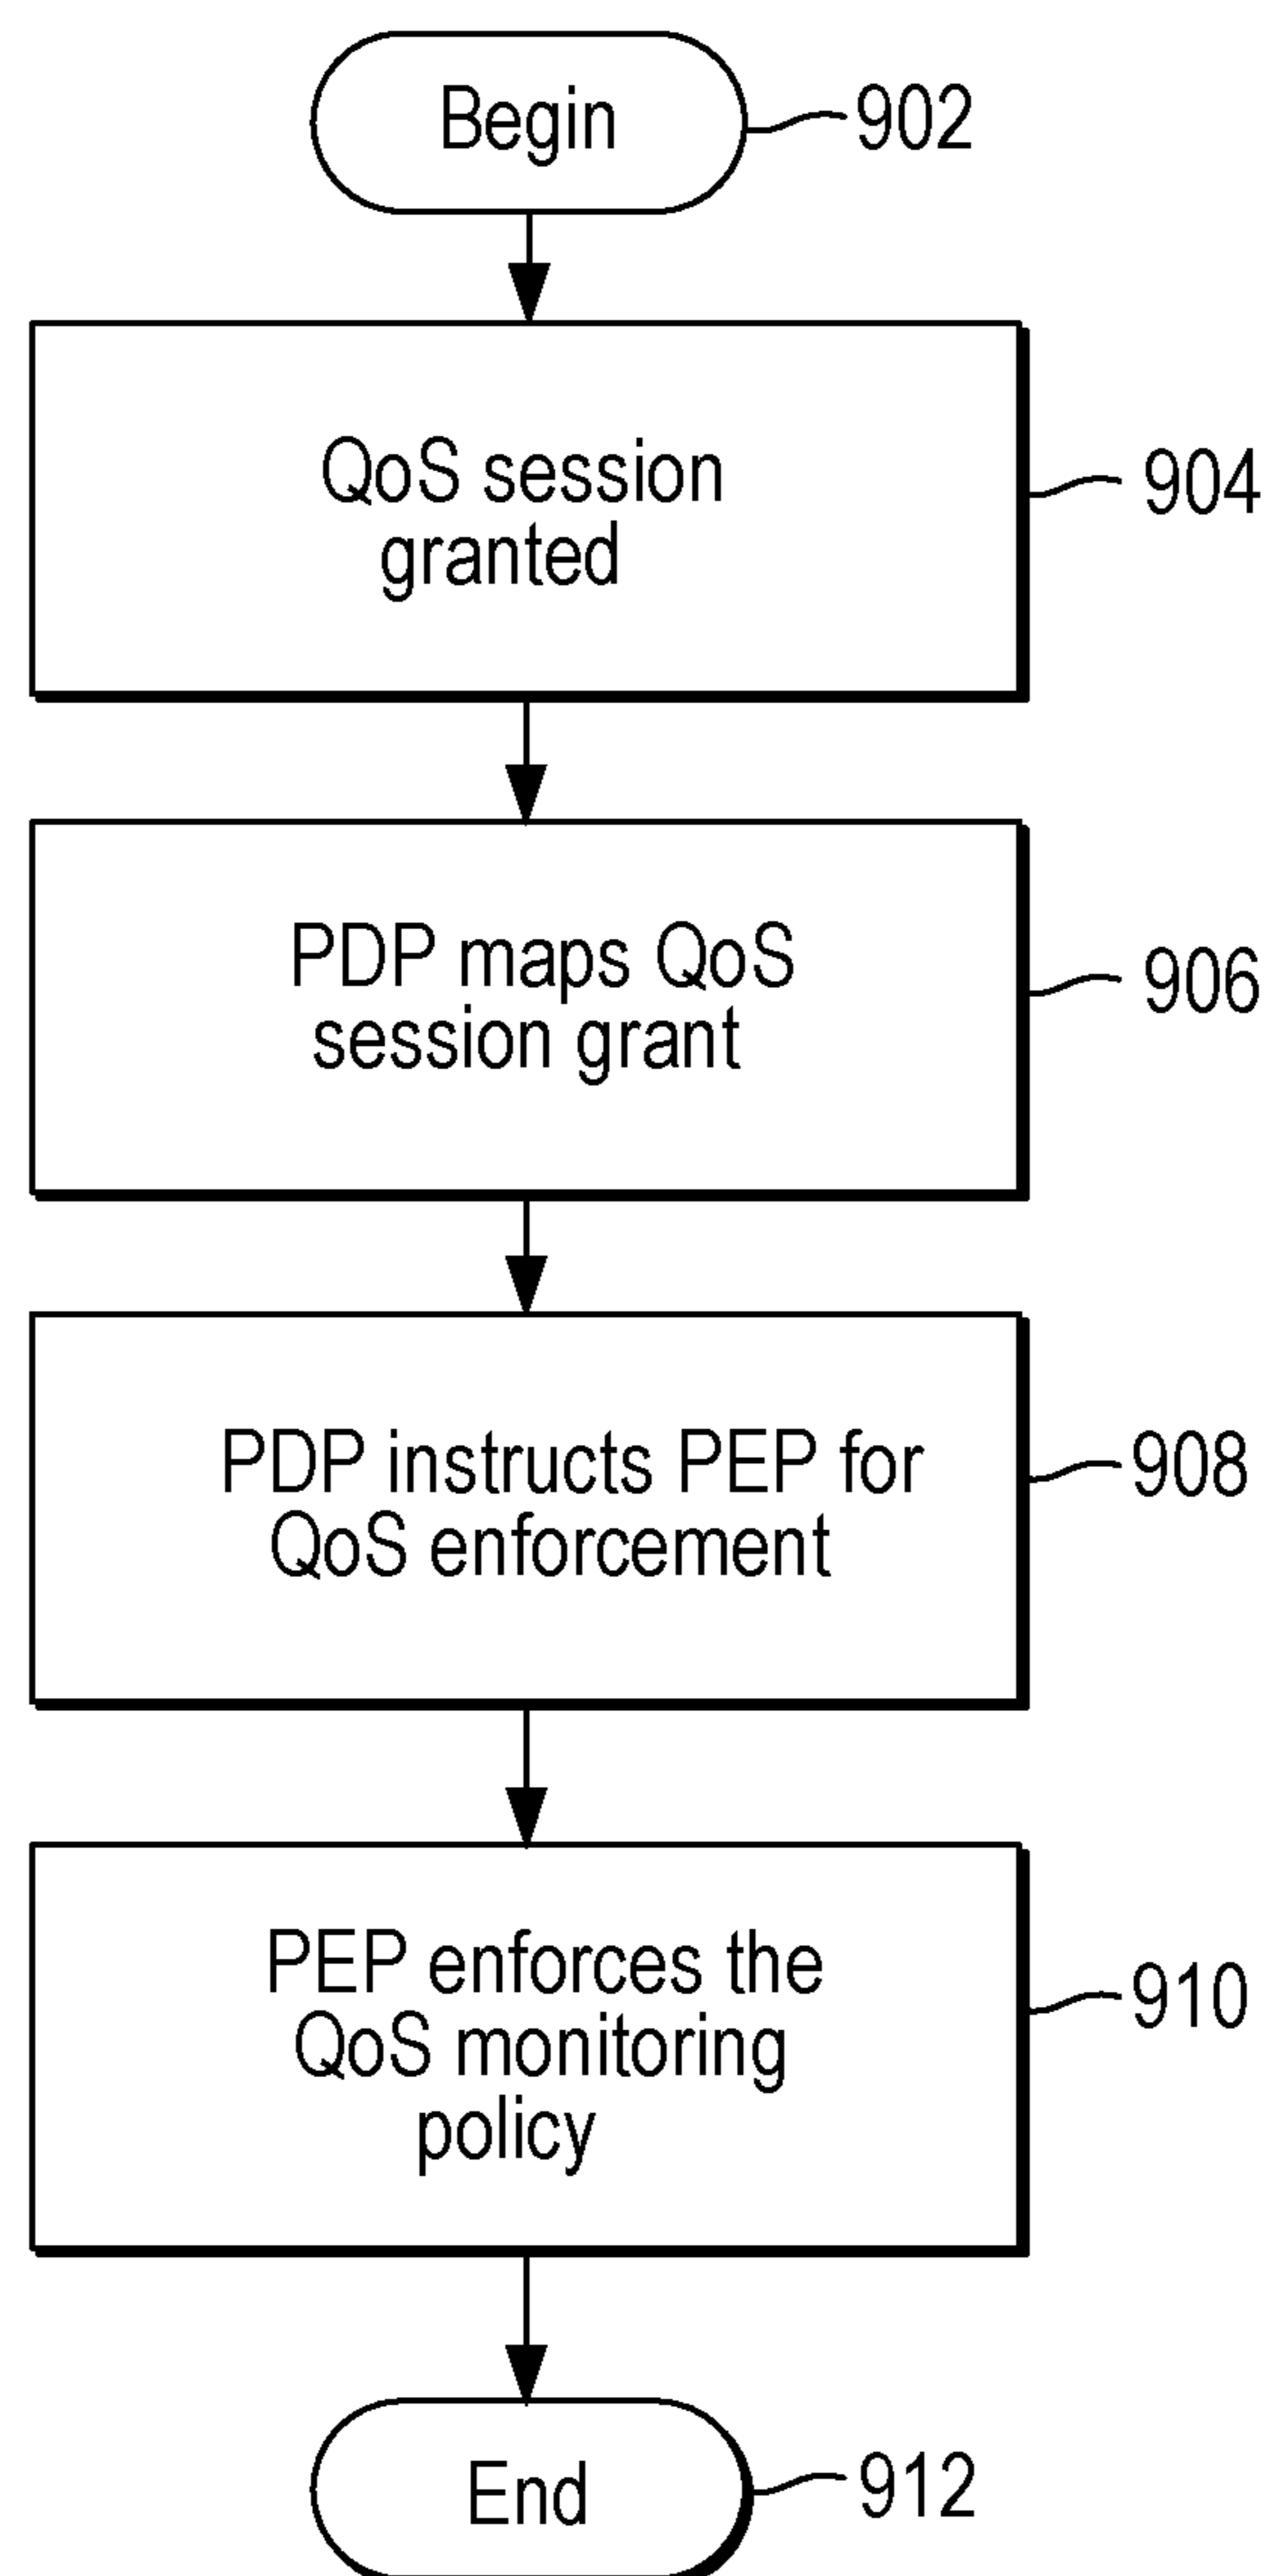 Begin
902
QoS session
granted
904
PDP maps QoS
session grant
906
PDP instructs PEP for
QoS enforcement
908
PEP enforces the
QoS monitoring
policy
910
End
912